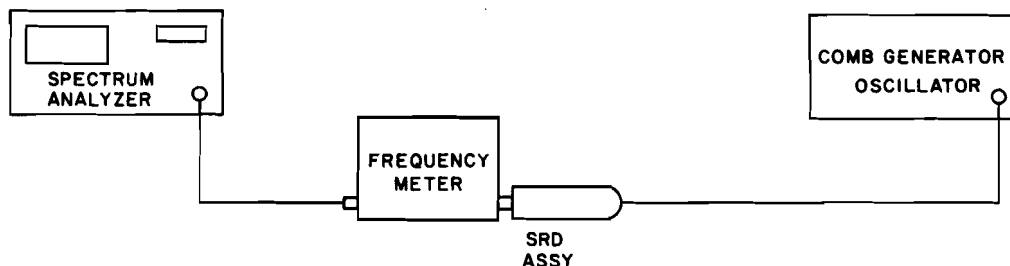 SPECTRUM
ANALYZER
FREQUENCY
METER
SRD
ASSY
COMB GENERATOR
OSCILLATOR